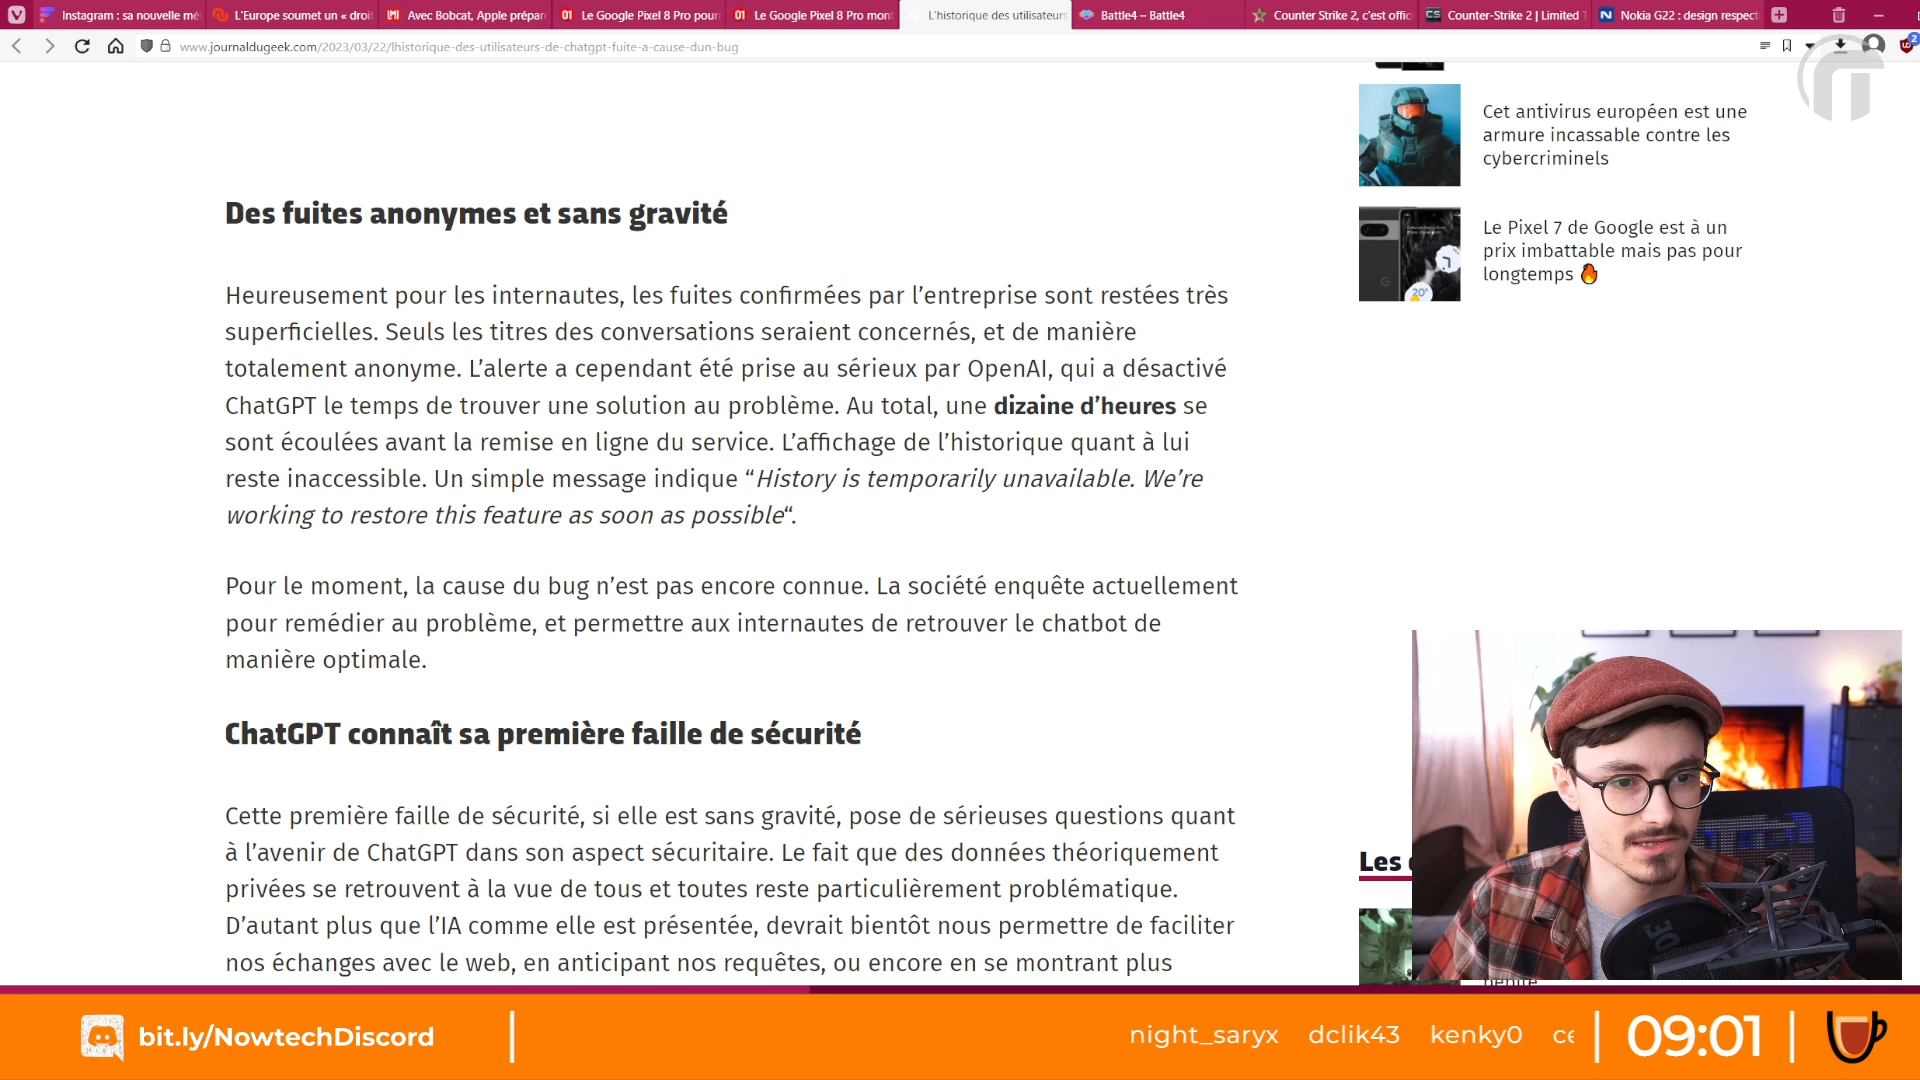 Instagram : sa nouvelle mé
L'Europe soumet un « droit
Avec Bobcat, Apple prépar
Le Google Pixel 8 Pro pour
Le Google Pixel 8 Pro mon
L'historique des utilisateurs
Battle4 – Battle4
Counter Strike 2, c'est offic
Counter-Strike 2 | Limited T
Nokia G22 : design respect
www.journaldugeek.com/2023/03/22/lhistorique-des-utilisateurs-de-chatgpt-fuite-a-cause-dun-bug
2
Cet antivirus européen est une
armure incassable contre les
cybercriminels
Le Pixel 7 de Google est à un
prix imbattable mais pas pour
longtemps 🔥
Des fuites anonymes et sans gravité
Heureusement pour les internautes, les fuites confirmées par l’entreprise sont restées très
superficielles. Seuls les titres des conversations seraient concernés, et de manière
totalement anonyme. L’alerte a cependant été prise au sérieux par OpenAI, qui a désactivé
ChatGPT le temps de trouver une solution au problème. Au total, une dizaine d’heures se
sont écoulées avant la remise en ligne du service. L’affichage de l’historique quant à lui
reste inaccessible. Un simple message indique “History is temporarily unavailable. We’re
working to restore this feature as soon as possible“.
Pour le moment, la cause du bug n’est pas encore connue. La société enquête actuellement
pour remédier au problème, et permettre aux internautes de retrouver le chatbot de
manière optimale.
ChatGPT connaît sa première faille de sécurité
Cette première faille de sécurité, si elle est sans gravité, pose de sérieuses questions quant
à l’avenir de ChatGPT dans son aspect sécuritaire. Le fait que des données théoriquement
privées se retrouvent à la vue de tous et toutes reste particulièrement problématique.
D’autant plus que l’IA comme elle est présentée, devrait bientôt nous permettre de faciliter
nos échanges avec le web, en anticipant nos requêtes, ou encore en se montrant plus
Les
bit.ly/NowtechDiscord
night_saryx dclik43 kenky0 ce
09:01